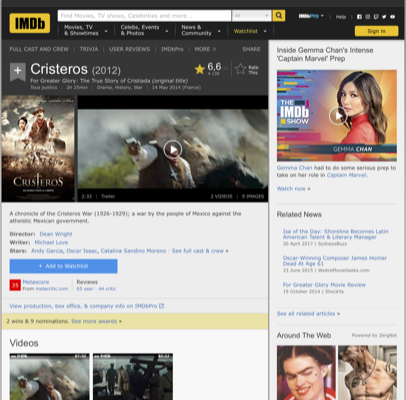 IMDb
Find Movies, TV shows, Celebrities and more...
All
IMDbPro
Help
Movies, TV
& Showtimes
Celebs, Events
& Photos
News &
Community
Watchlist
Sign in
FULL CAST AND CREW | TRIVIA | USER REVIEWS | IMDbPro | MORE
SHARE
Cristeros (2012)
For Greater Glory: The True Story of Cristiada (original title)
Tous publics | 2h 25min | Drama, History, War | 14 May 2014 (France)
6,6
Rate
This
CRISTEROS
2:32 | Trailer
2 VIDEOS | 9 IMAGES
A chronicle of the Cristeros War (1926-1929); a war by the people of Mexico against the
atheistic Mexican government.
Director: Dean Wright
Writer: Michael Love
Stars: Andy Garcia, Oscar Isaac, Catalina Sandino Moreno | See full cast & crew »
+ Add to Watchlist
35
Metascore
From metacritic.com
Reviews
65 user | 44 critic
View production, box office, & company info on IMDbPro
2 wins & 9 nominations. See more awards »
Videos
Inside Gemma Chan's Intense
'Captain Marvel' Prep
THE
IMDb
SHOW
GEMMA CHAN
Gemma Chan had to do some serious prep to
take on her role in Captain Marvel.
Watch now »
Related News
Isa of the Day: Shoreline Becomes Latin
American Talent & Literary Manager
20 April 2017 | SydneysBuzz
Oscar-Winning Composer James Horner
Dead At Age 61
23 June 2015 | WeAreMovieGeeks.com
For Greater Glory Movie Review
19 October 2014 | ShockYa
See all related articles »
Around The Web
Powered by ZergNet